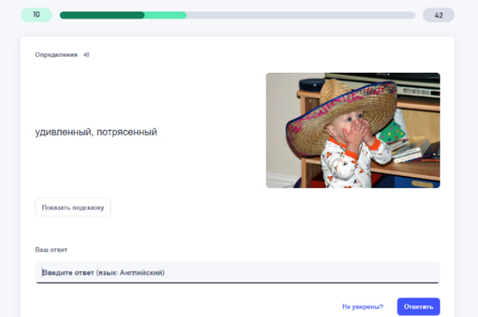 10
42
Определения
удивленный, потрясенный
Показать подсказку
Ваш ответ
Введите ответ (язык: Английский)
Не уверены?
Ответить